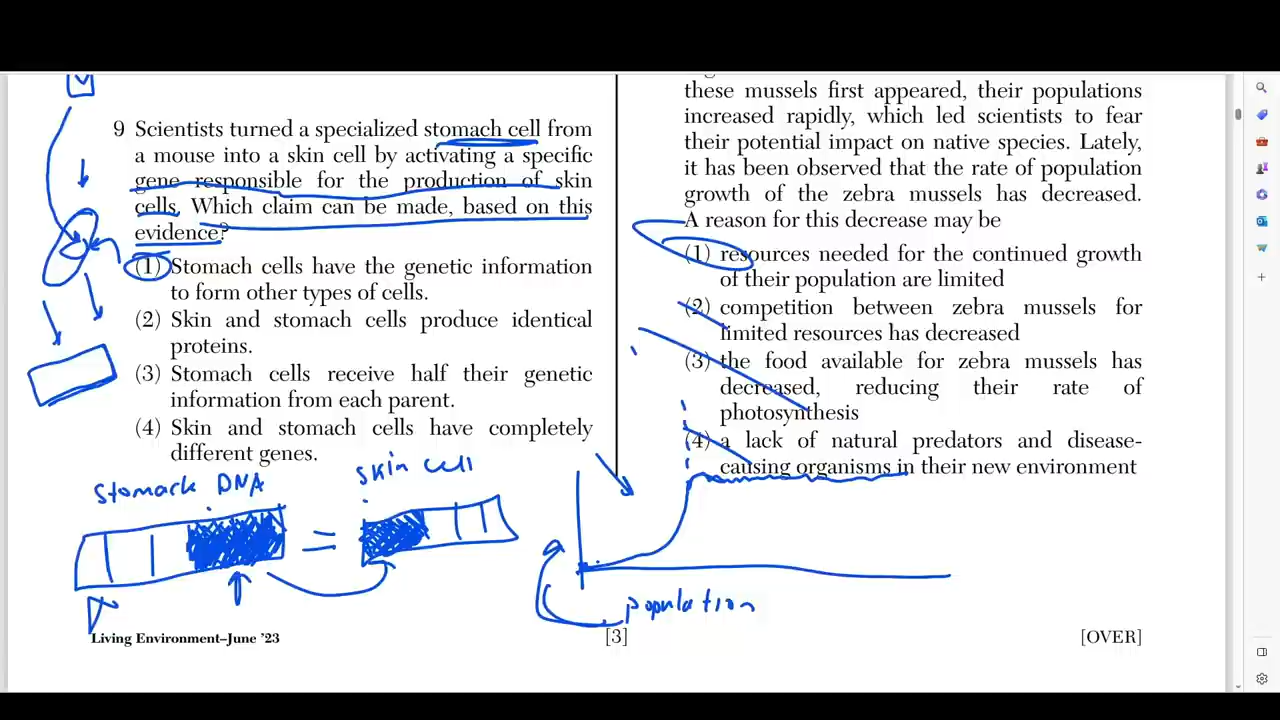 9 Scientists turned a specialized stomach cell from
a mouse into a skin cell by activating a specific
gene responsible for the production of skin
cells. Which claim can be made, based on this
evidence?
(1) Stomach cells have the genetic information
to form other types of cells.
(2) Skin and stomach cells produce identical
proteins.
(3) Stomach cells receive half their genetic
information from each parent.
(4) Skin and stomach cells have completely
different genes.
stomach DNA
skin cell
=
these mussels first appeared, their populations
increased rapidly, which led scientists to fear
their potential impact on native species. Lately,
it has been observed that the rate of population
growth of the zebra mussels has decreased.
A reason for this decrease may be
(1) resources needed for the continued growth
of their population are limited
(2) competition between zebra mussels for
limited resources has decreased
(3) the food available for zebra mussels has
decreased, reducing their rate of
photosynthesis
(4) a lack of natural predators and disease-
causing organisms in their new environment
population
Living Environment–June ’23
[3]
[OVER]